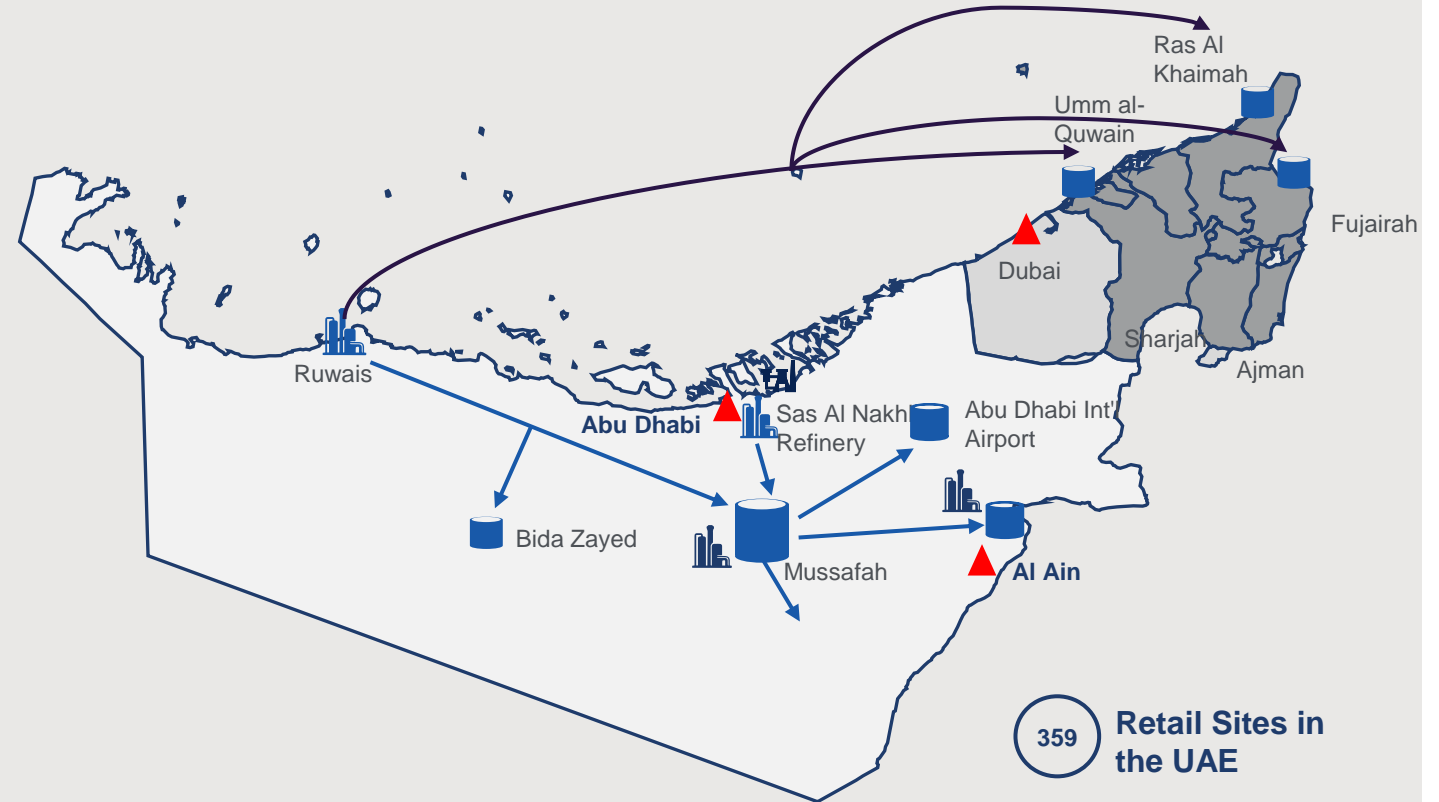 Ras Al
Khaimah
Umm al-
Quwain
Fujairah
Dubai
Sharjah
Ajman
Ruwais
Abu Dhabi
Sas Al Nakhl
Refinery
Abu Dhabi Int'l
Airport
Bida Zayed
Mussafah
Al Ain
359
Retail Sites in
the UAE